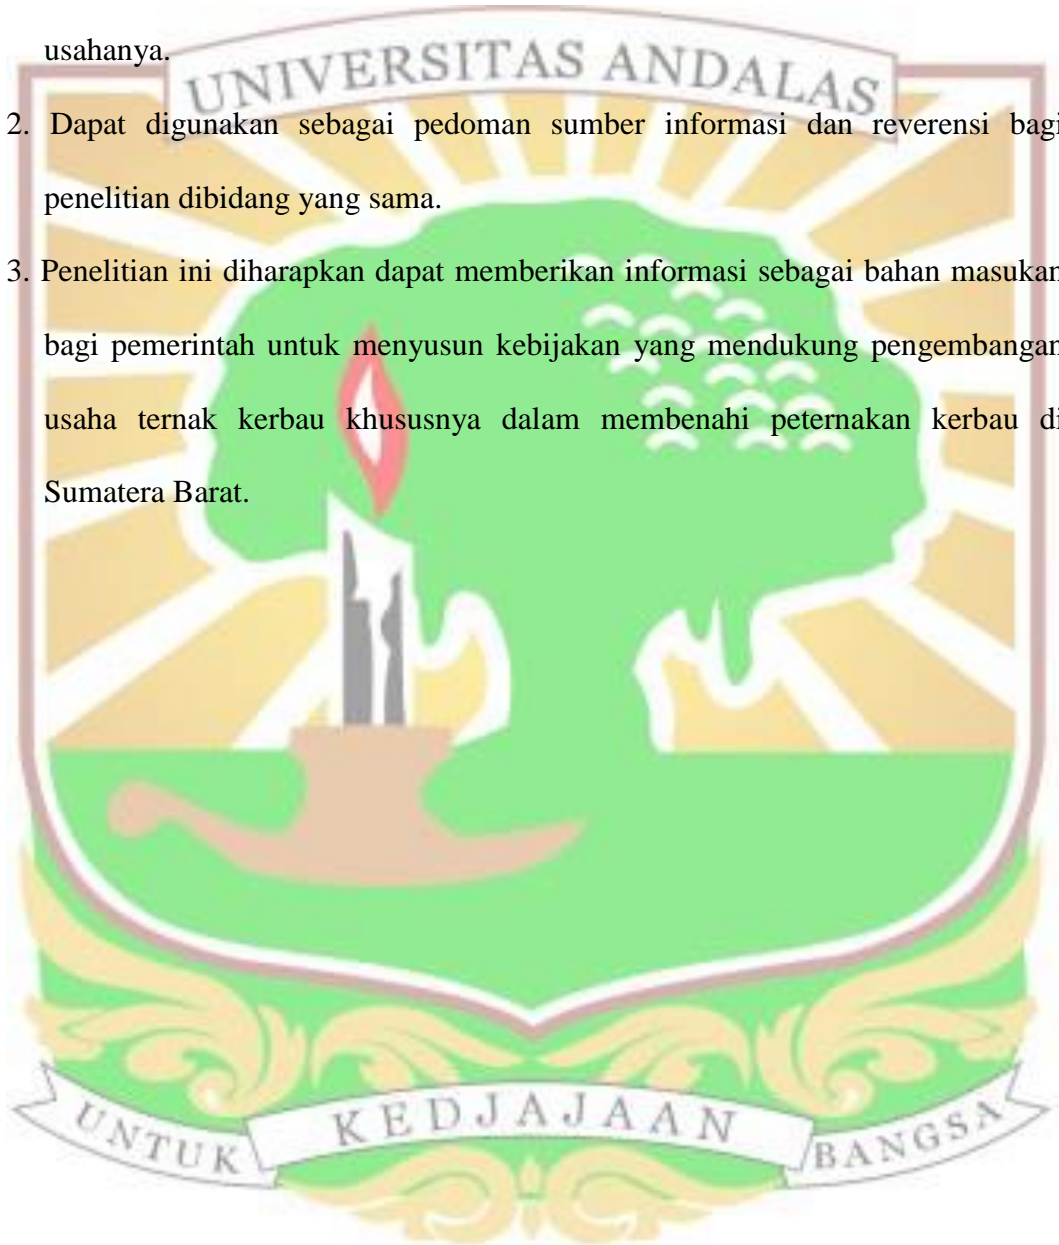 usahanya.
UNIVERSITAS ANDALAS
2. Dapat digunakan sebagai pedoman sumber informasi dan reverensi bagi
penelitian dibidang yang sama.
3. Penelitian ini diharapkan dapat memberikan informasi sebagai bahan masukan
bagi pemerintah untuk menyusun kebijakan yang mendukung pengembangan
usaha ternak kerbau khususnya dalam membenahi peternakan kerbau di
Sumatera Barat.
UNTUK KEDJAJAAN BANGSA